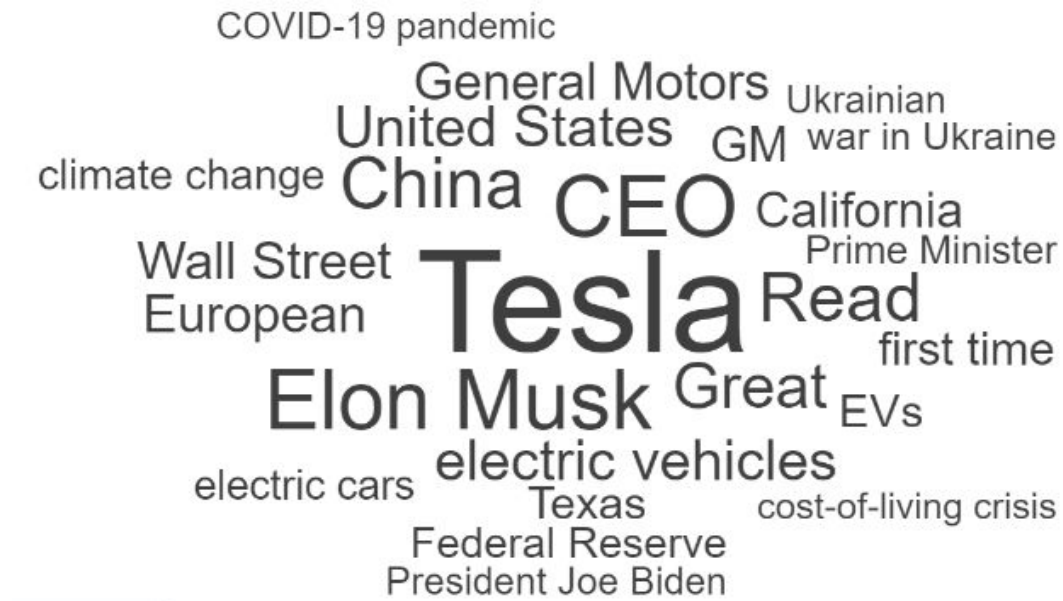 COVID-19 pandemic
General Motors
Ukrainian
United States
GM
war in Ukraine
climate change
China
CEO
California
Prime Minister
Wall Street
Tesla
Read
European
first time
Elon Musk
Great
EVs
electric vehicles
electric cars
Texas
cost-of-living crisis
Federal Reserve
President Joe Biden